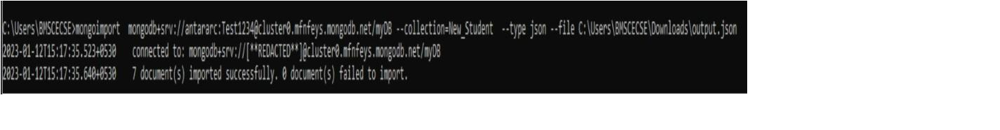 C:\Users\BMSCECSE>mongoimport mongodb+srv://antararc:Test1234@cluster0.mfnfeys.mongodb.net/myDB --collection=New_Student --type json --file C:\Users\BMSCECSE\Downloads\output.json
2023-01-12T15:17:35.523+0530 connected to: mongodb+srv://[**REDACTED**]@cluster0.mfnfeys.mongodb.net/myDB
2023-01-12T15:17:35.640+0530 7 document(s) imported successfully. 0 document(s) failed to import.